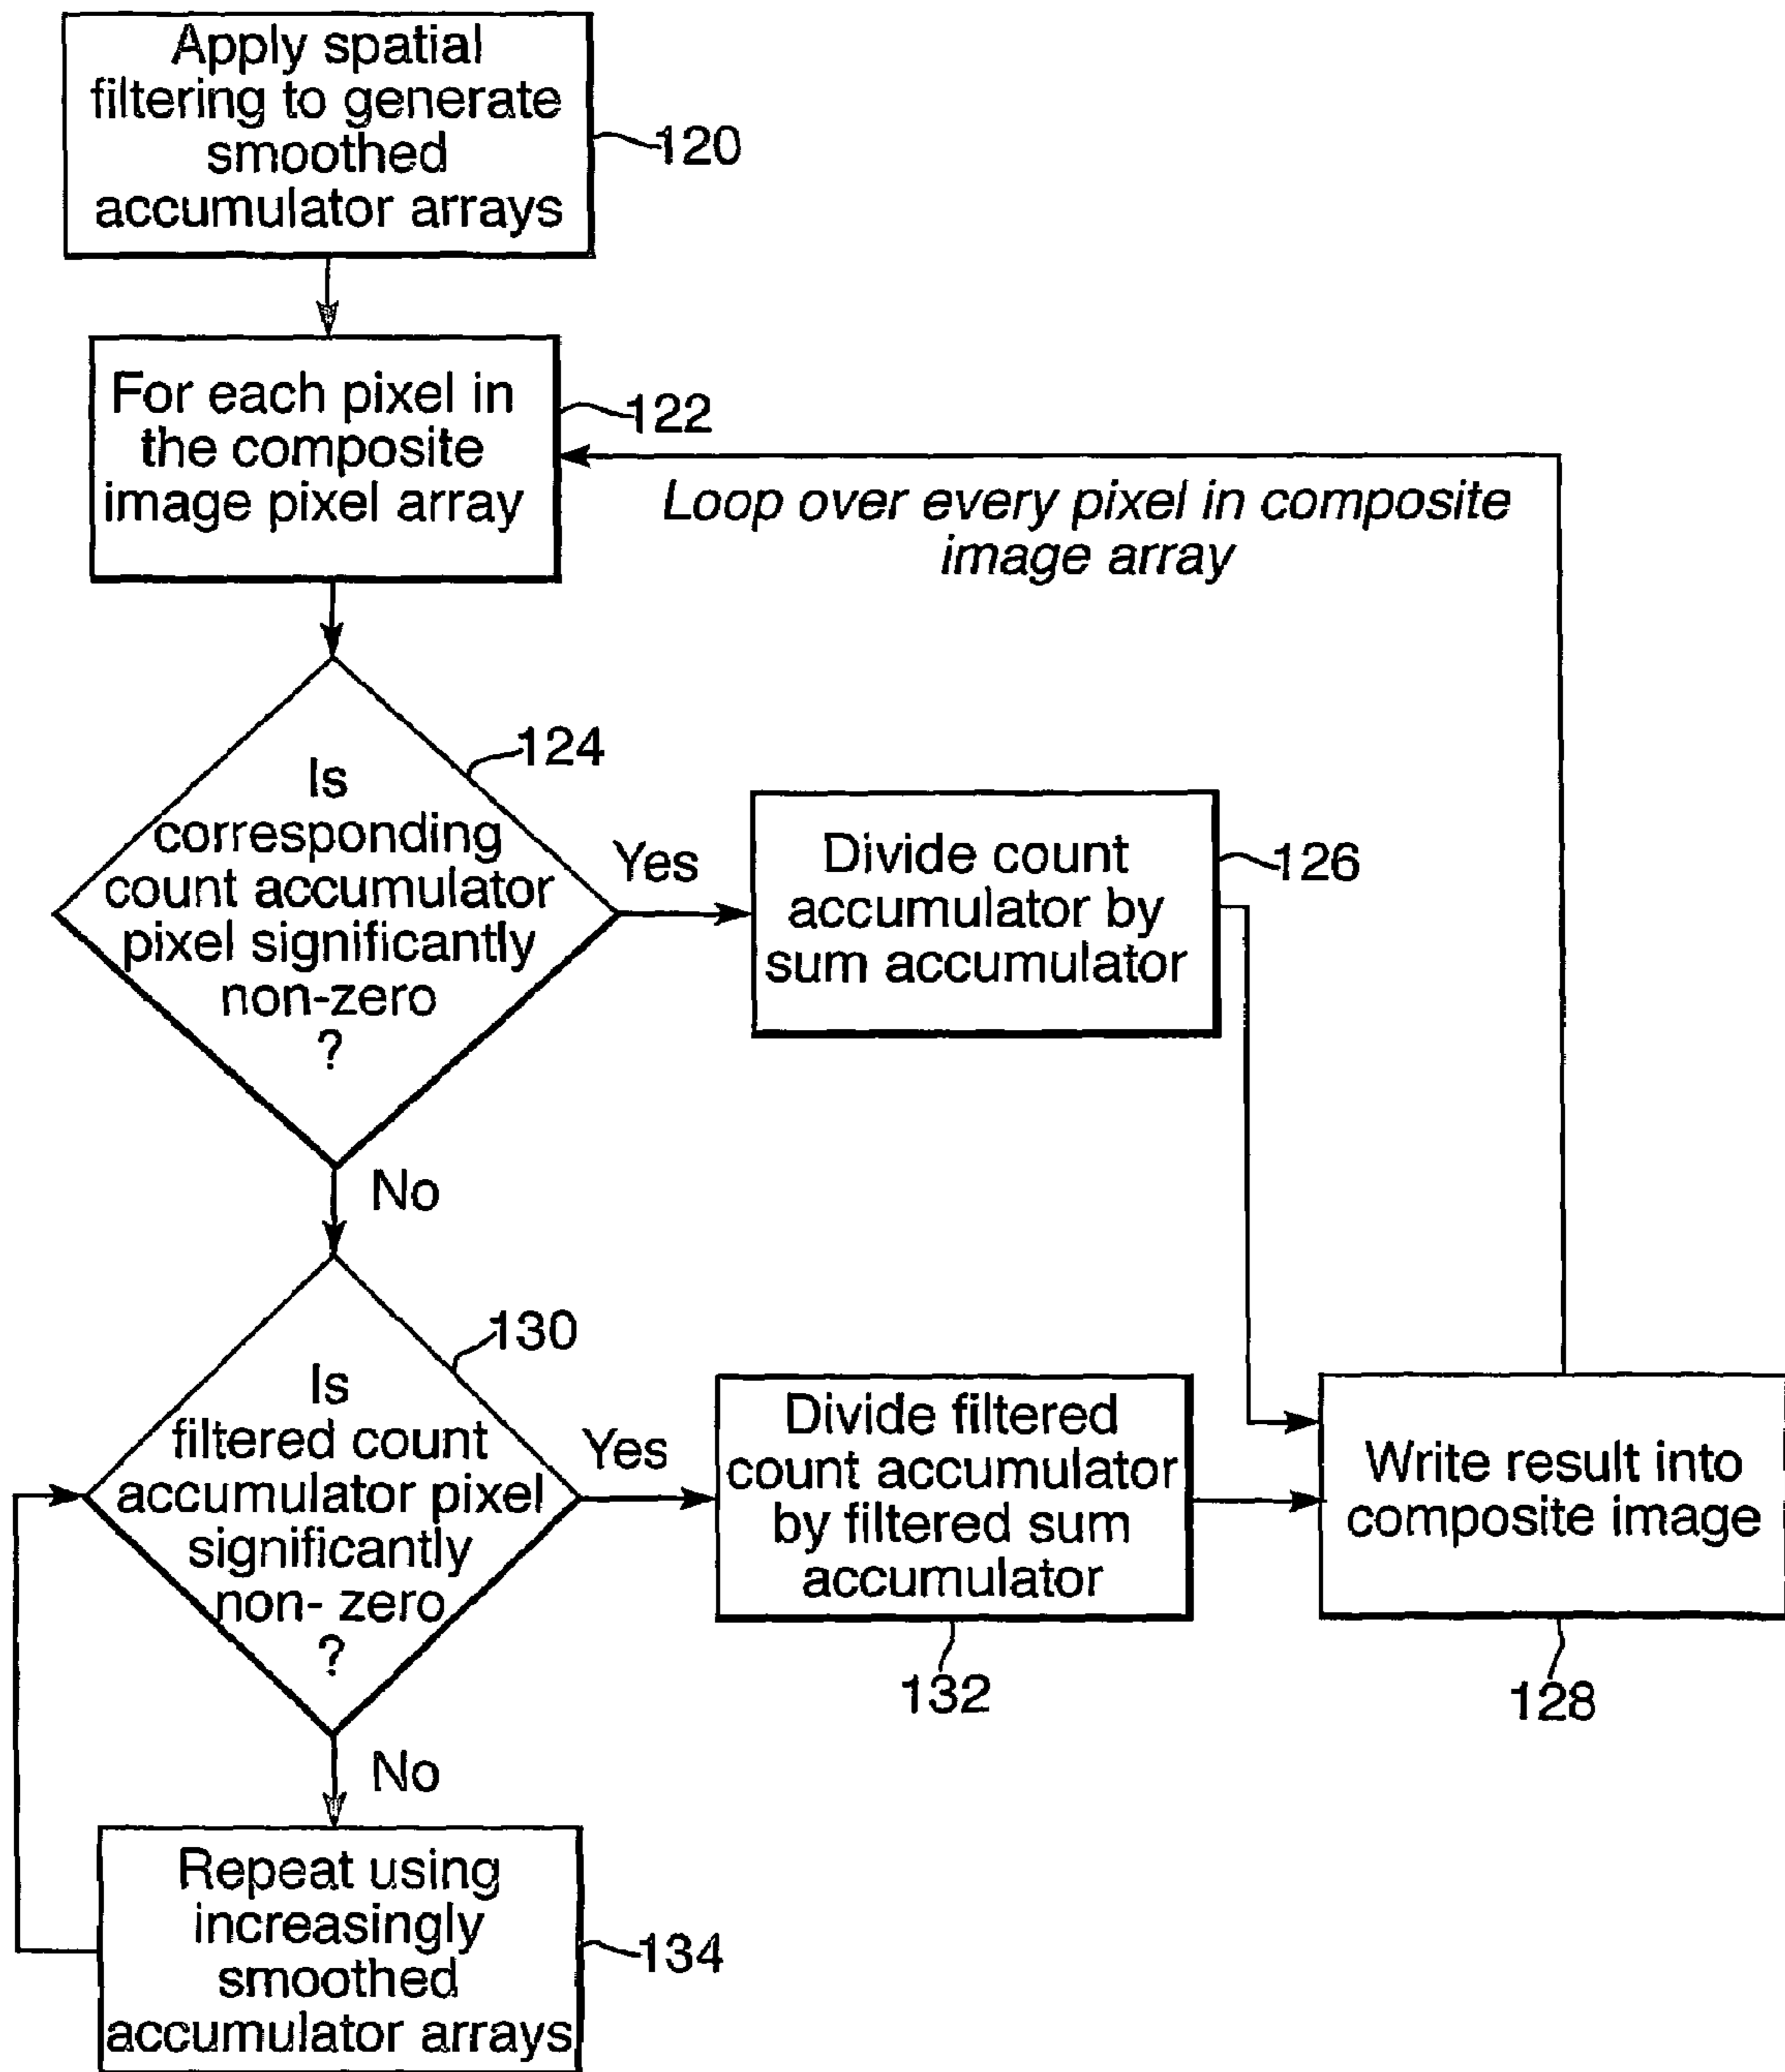 Apply spatial
filtering to generate
smoothed
accumulator arrays
120
For each pixel in
the composite
image pixel array
122
Loop over every pixel in composite
image array
Is
corresponding
count accumulator
pixel significantly
non-zero
?
124
Yes
Divide count
accumulator by
sum accumulator
126
No
Is
filtered count
accumulator pixel
significantly
non- zero
?
130
Yes
Divide filtered
count accumulator
by filtered sum
accumulator
132
Write result into
composite image
128
No
Repeat using
increasingly
smoothed
accumulator arrays
134